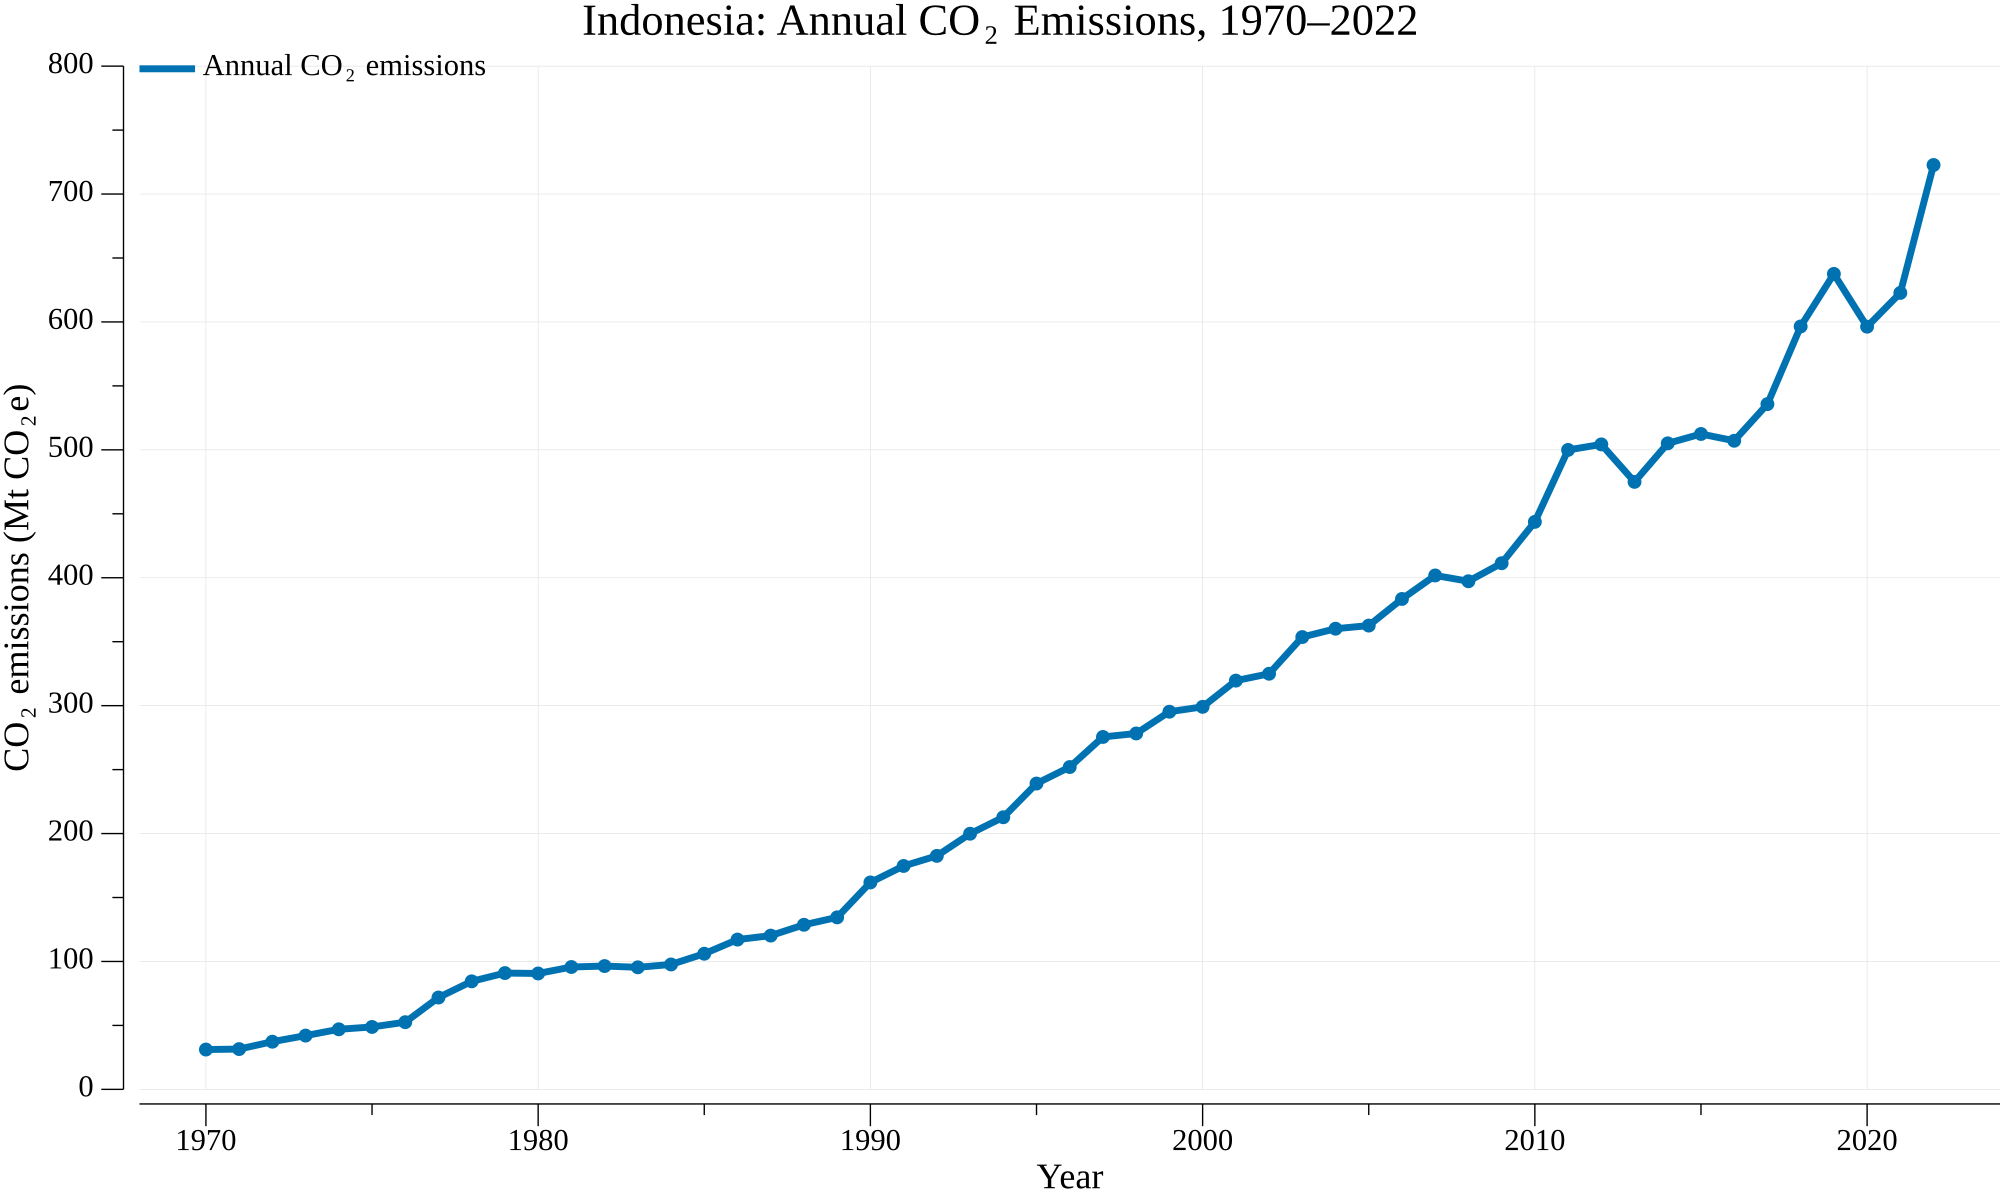 Indonesia: Annual CO₂ Emissions, 1970–2022
Annual CO₂ emissions
800
700
600
500
400
300
200
100
0
CO₂ emissions (Mt CO₂e)
1970 1980 1990 2000 2010 2020
Year